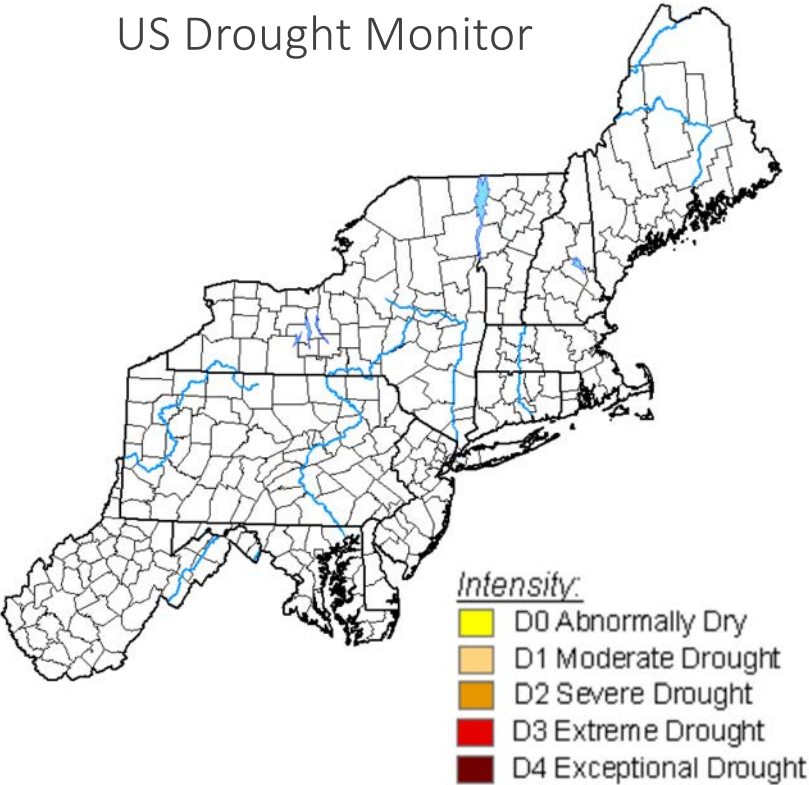 US Drought Monitor
Intensity:
D0 Abnormally Dry
D1 Moderate Drought
D2 Severe Drought
D3 Extreme Drought
D4 Exceptional Drought